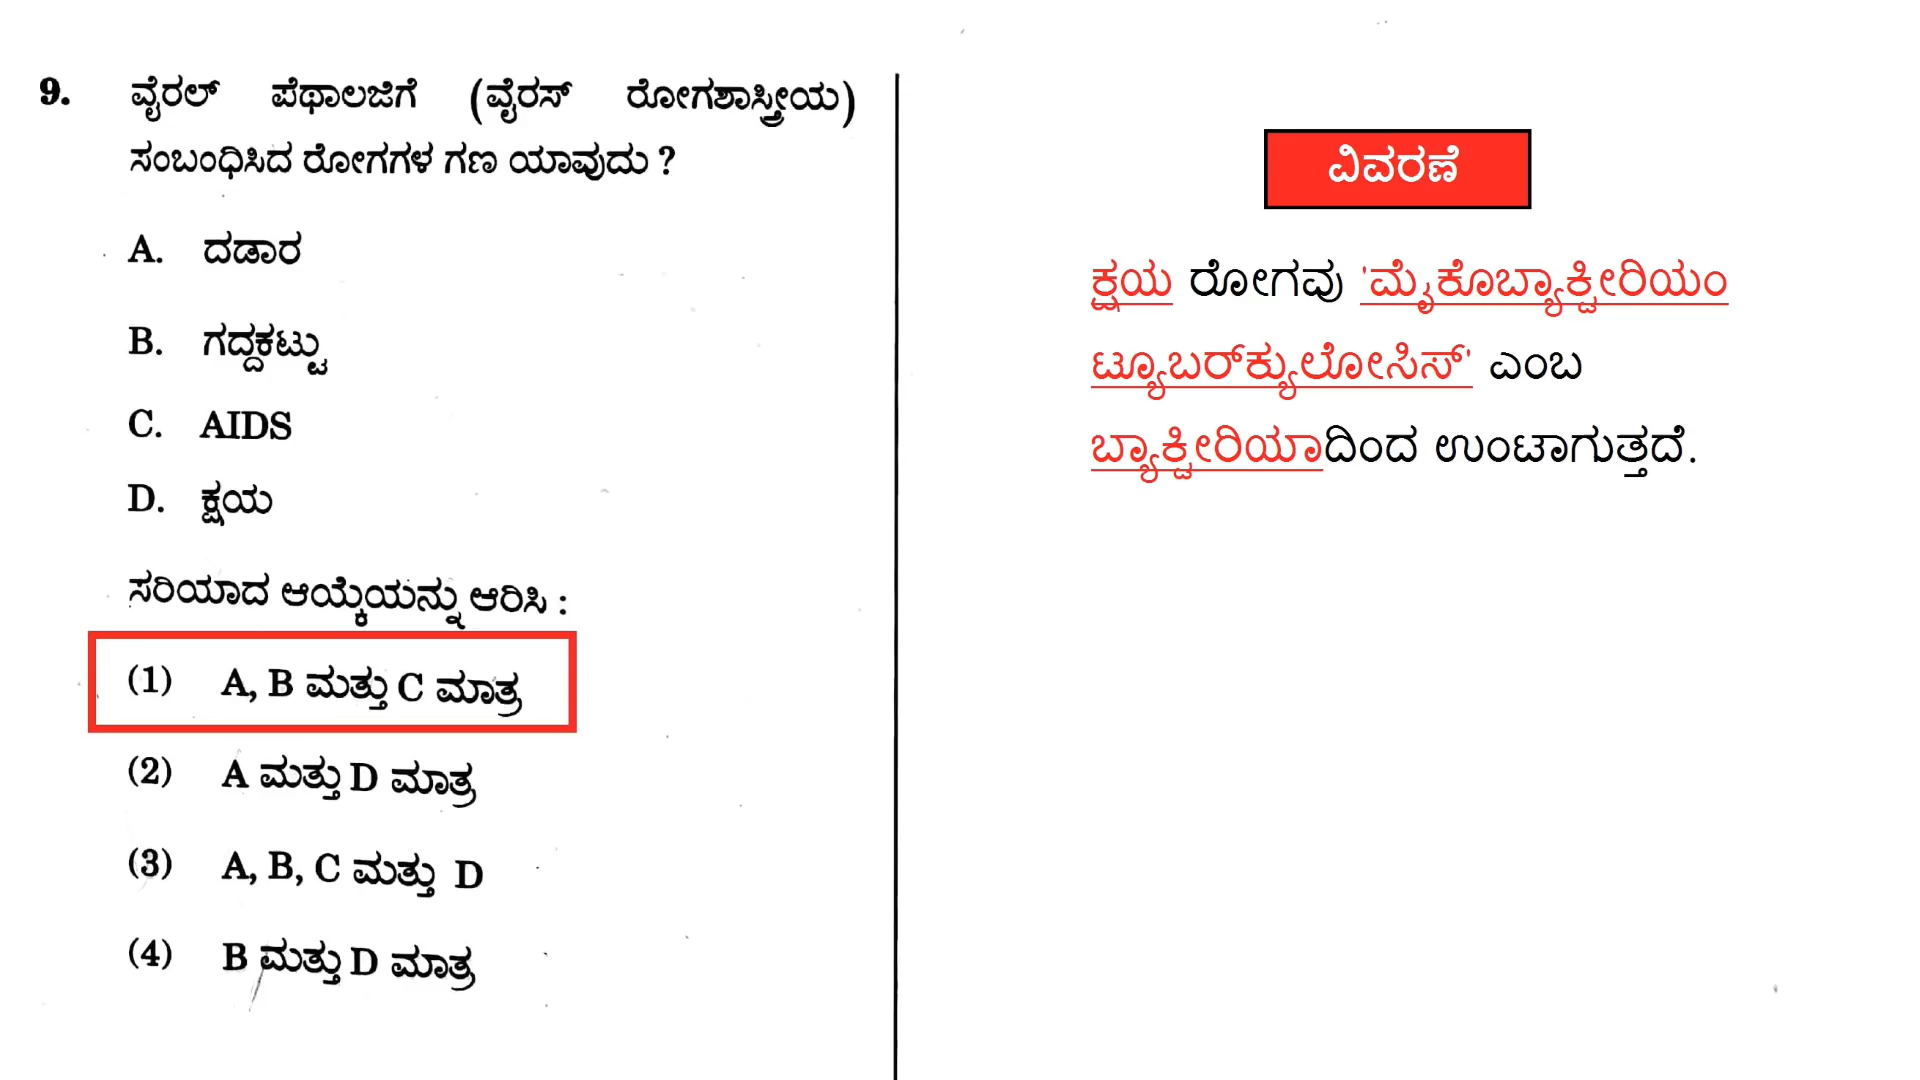 9. ವೈರಲ್ ಪೆಥಾಲಜಿಗೆ (ವೈರಸ್ ರೋಗಶಾಸ್ತ್ರೀಯ)
ಸಂಬಂಧಿಸಿದ ರೋಗಗಳ ಗಣ ಯಾವುದು ?
A. ದಡಾರ
B. ಗದ್ದಕಟ್ಟು
C. AIDS
D. ಕ್ಷಯ
ಸರಿಯಾದ ಆಯ್ಕೆಯನ್ನು ಆರಿಸಿ :
(1) A, B ಮತ್ತು C ಮಾತ್ರ
(2) A ಮತ್ತು D ಮಾತ್ರ
(3) A, B, C ಮತ್ತು D
(4) B ಮತ್ತು D ಮಾತ್ರ
ವಿವರಣೆ
ಕ್ಷಯ ರೋಗವು 'ಮೈಕೊಬ್ಯಾಕ್ಟೀರಿಯಂ
ಟ್ಯೂಬರ್‌ಕ್ಯುಲೋಸಿಸ್' ಎಂಬ
ಬ್ಯಾಕ್ಟೀರಿಯಾದಿಂದ ಉಂಟಾಗುತ್ತದೆ.